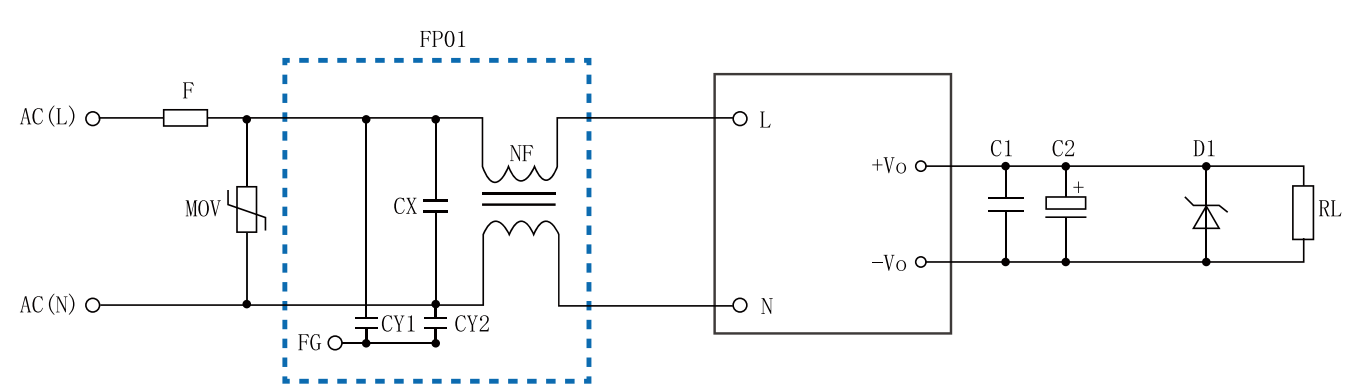 FP01
F
AC(L)
L
NF
MOV
CX
+Vo
C1
C2
+
D1
RL
-Vo
AC(N)
N
CY1
CY2
FG